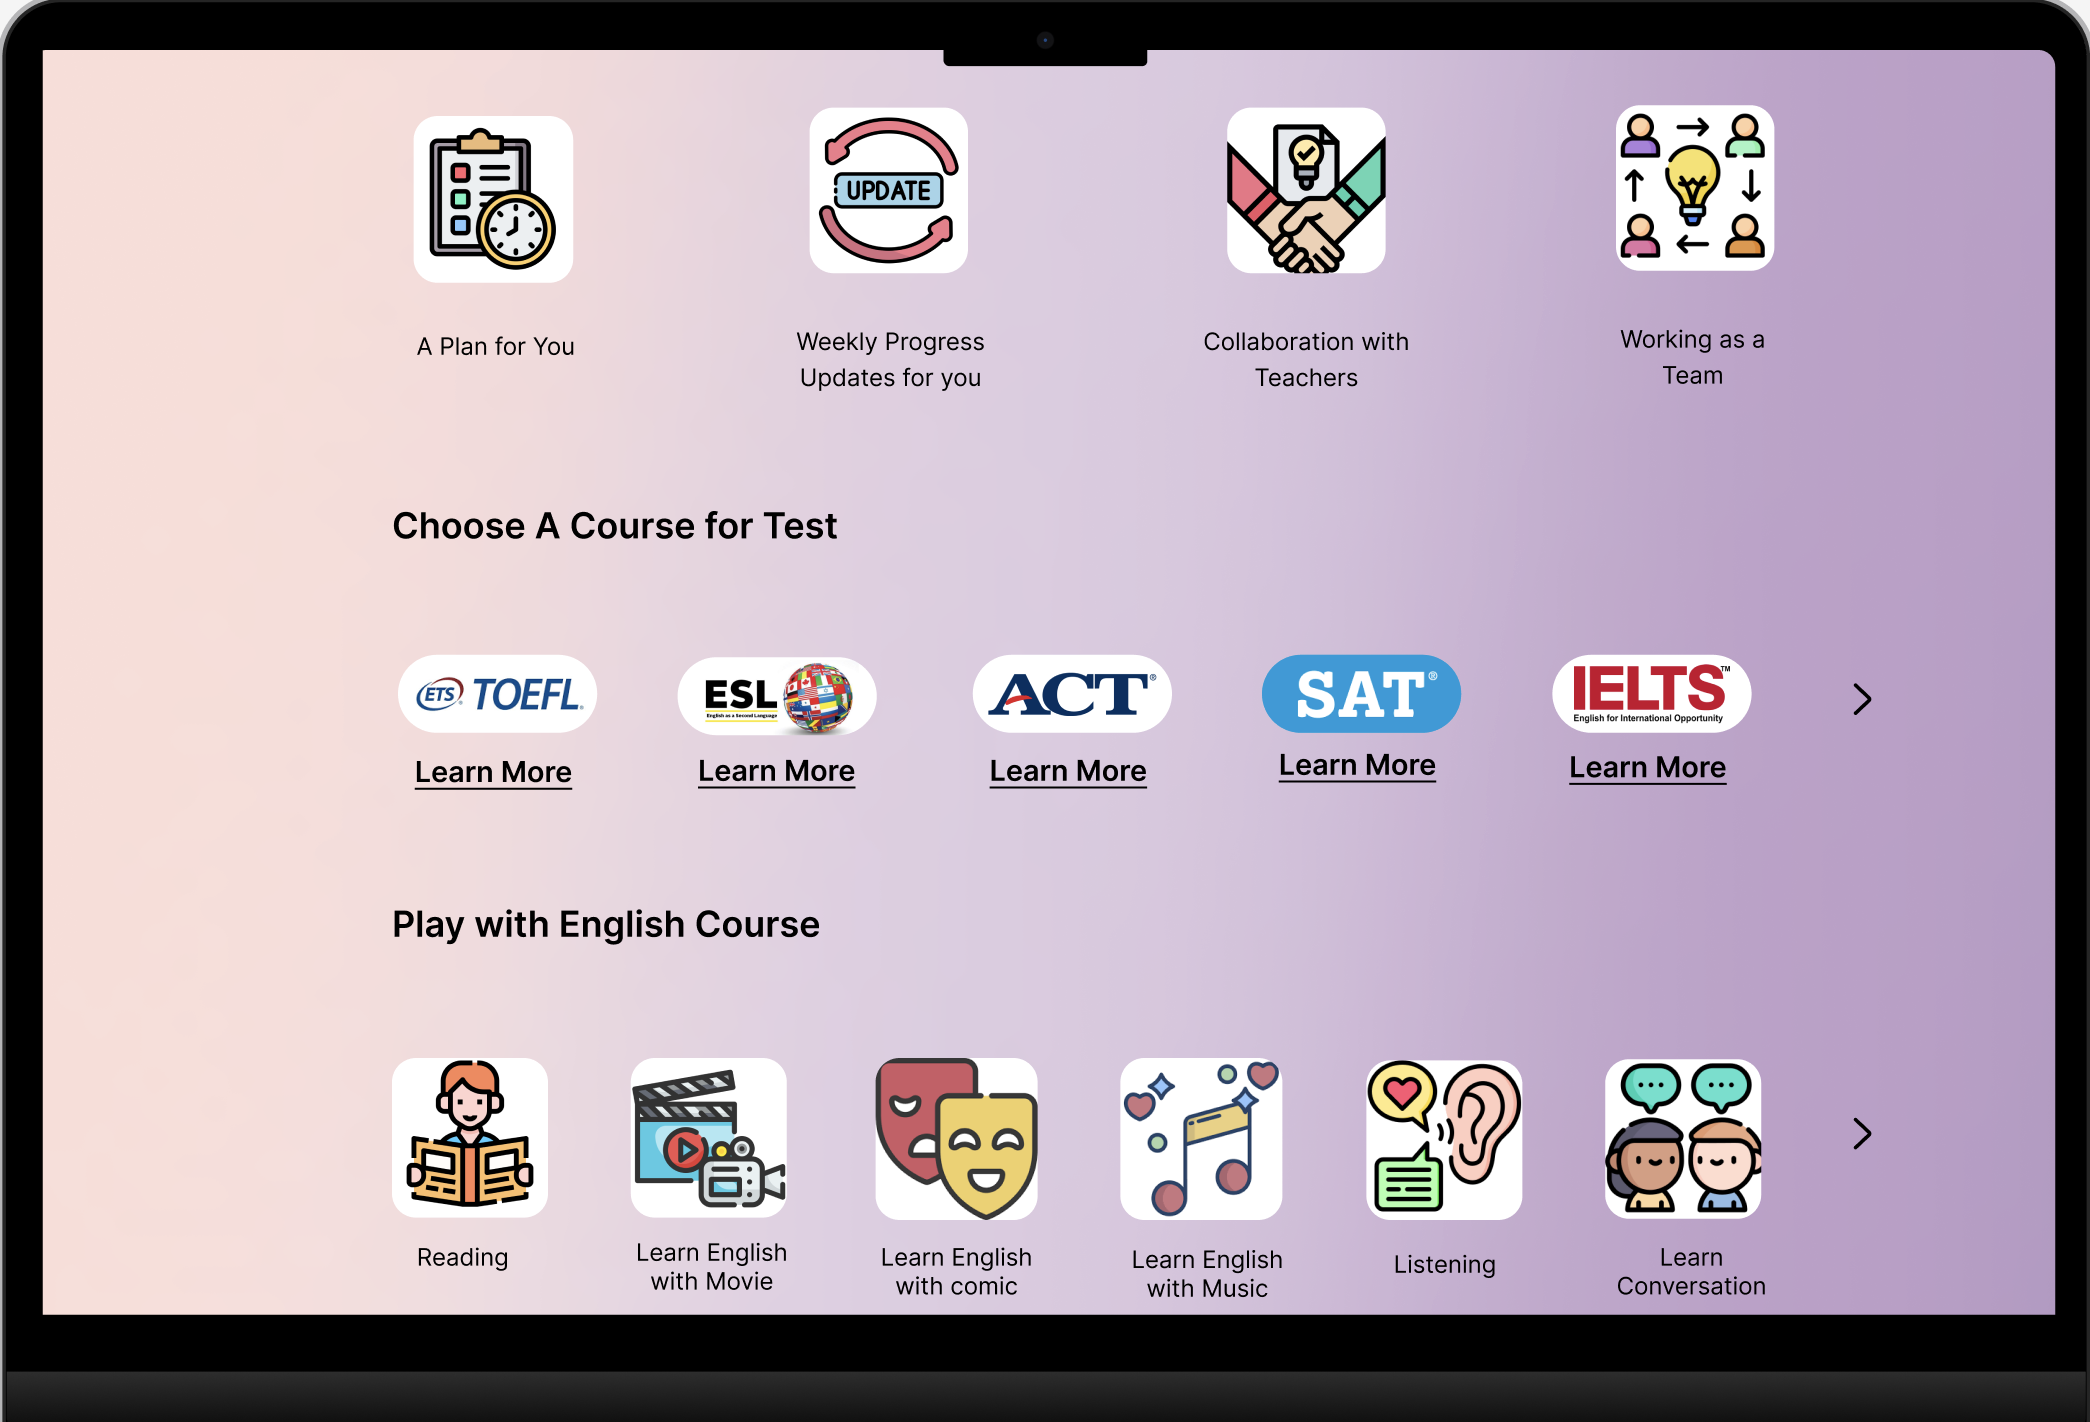 UPDATE
A Plan for You
Weekly Progress
Updates for you
Collaboration with
Teachers
Working as a
Team
Choose A Course for Test
ETS® TOEFL®
ESL
English as a Second Language
ACT®
SAT®
IELTS™
English for International Opportunity
Learn More
Learn More
Learn More
Learn More
Learn More
Play with English Course
Reading
Learn English
with Movie
Learn English
with comic
Learn English
with Music
Listening
Learn
Conversation